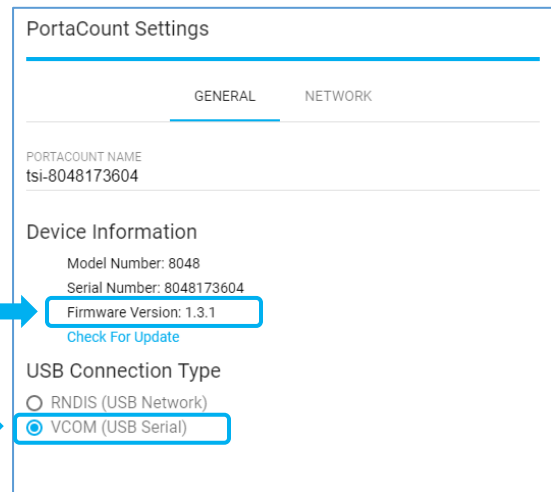 PortaCount Settings
GENERAL NETWORK
PORTACOUNT NAME
tsi-8048173604
Device Information
Model Number: 8048
Serial Number: 8048173604
Firmware Version: 1.3.1
Check For Update
USB Connection Type
RNDIS (USB Network)
VCOM (USB Serial)